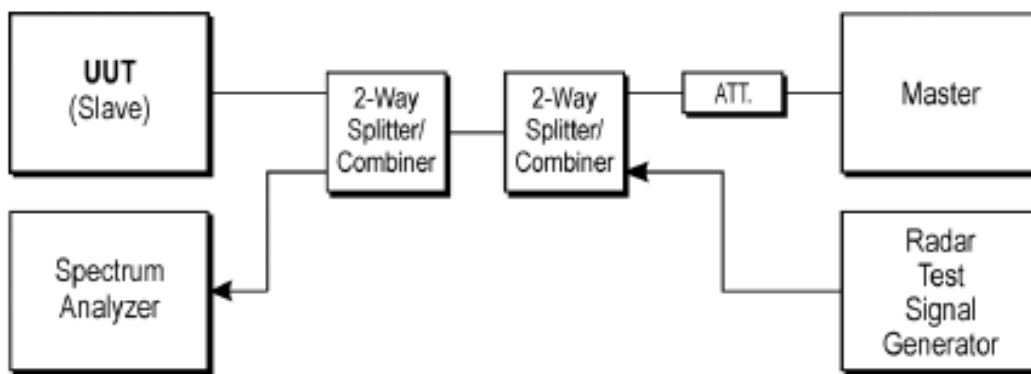 UUT
(Slave)
2-Way
Splitter/
Combiner
2-Way
Splitter/
Combiner
ATT.
Master
Spectrum
Analyzer
Radar
Test
Signal
Generator